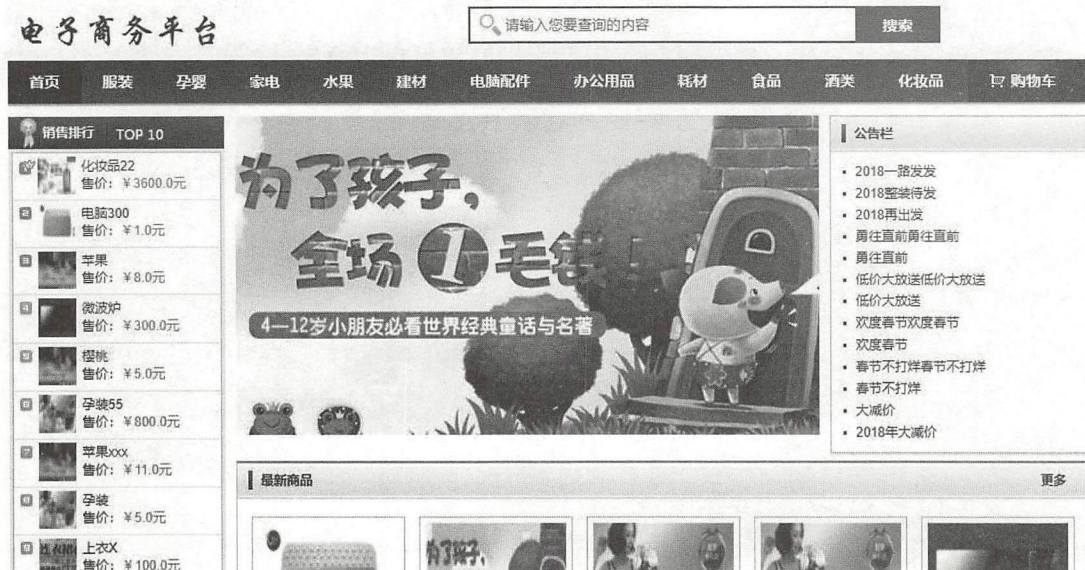 电子商务平台
请输入您要查询的内容
搜索
首页 服装 孕婴 家电 水果 建材 电脑配件 办公用品 耗材 食品 酒类 化妆品 购物车
销售排行 TOP 10
化妆品22
售价：￥3600.0元
2
电脑300
售价：￥1.0元
3
苹果
售价：￥8.0元
4
微波炉
售价：￥300.0元
5
樱桃
售价：￥5.0元
6
孕装55
售价：￥800.0元
7
苹果xxx
售价：￥11.0元
8
孕装
售价：￥5.0元
9
上衣X
售价：￥100.0元
为了孩子，
全场1毛钱
4—12岁小朋友必看世界经典童话与名著
D
公告栏
2018一路发发
2018整装待发
2018再出发
勇往直前勇往直前
勇往直前
低价大放送低价大放送
低价大放送
欢度春节欢度春节
欢度春节
春节不打烊春节不打烊
春节不打烊
大减价
2018年大减价
最新商品
更多
为了孩子，